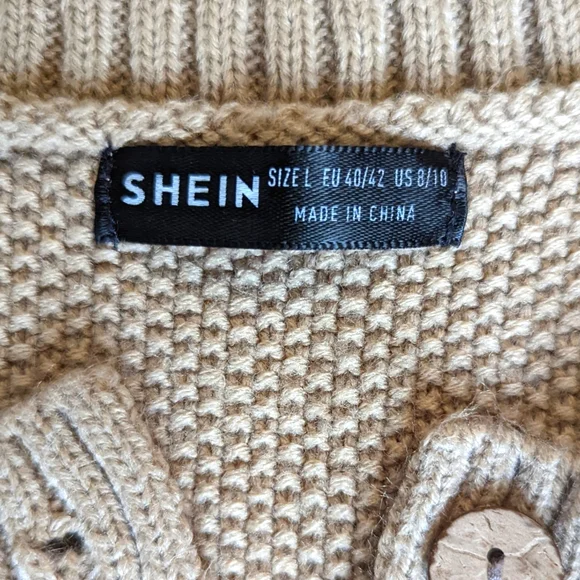 SHEIN
SIZE L EU 40/42 US 8/10
MADE IN CHINA